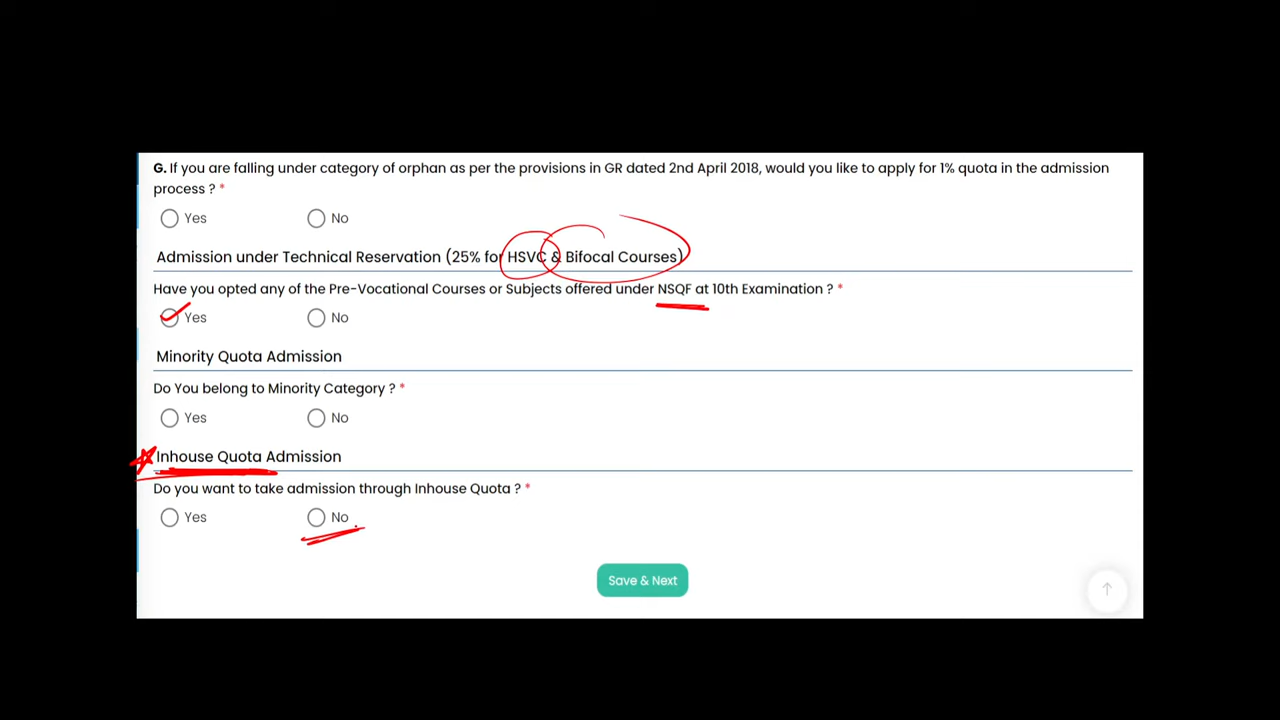 G. If you are falling under category of orphan as per the provisions in GR dated 2nd April 2018, would you like to apply for 1% quota in the admission
process ? *
Yes No
Admission under Technical Reservation (25% for HSVC & Bifocal Courses)
Have you opted any of the Pre-Vocational Courses or Subjects offered under NSQF at 10th Examination ? *
Yes No
Minority Quota Admission
Do You belong to Minority Category ? *
Yes No
Inhouse Quota Admission
Do you want to take admission through Inhouse Quota ? *
Yes No
Save & Next